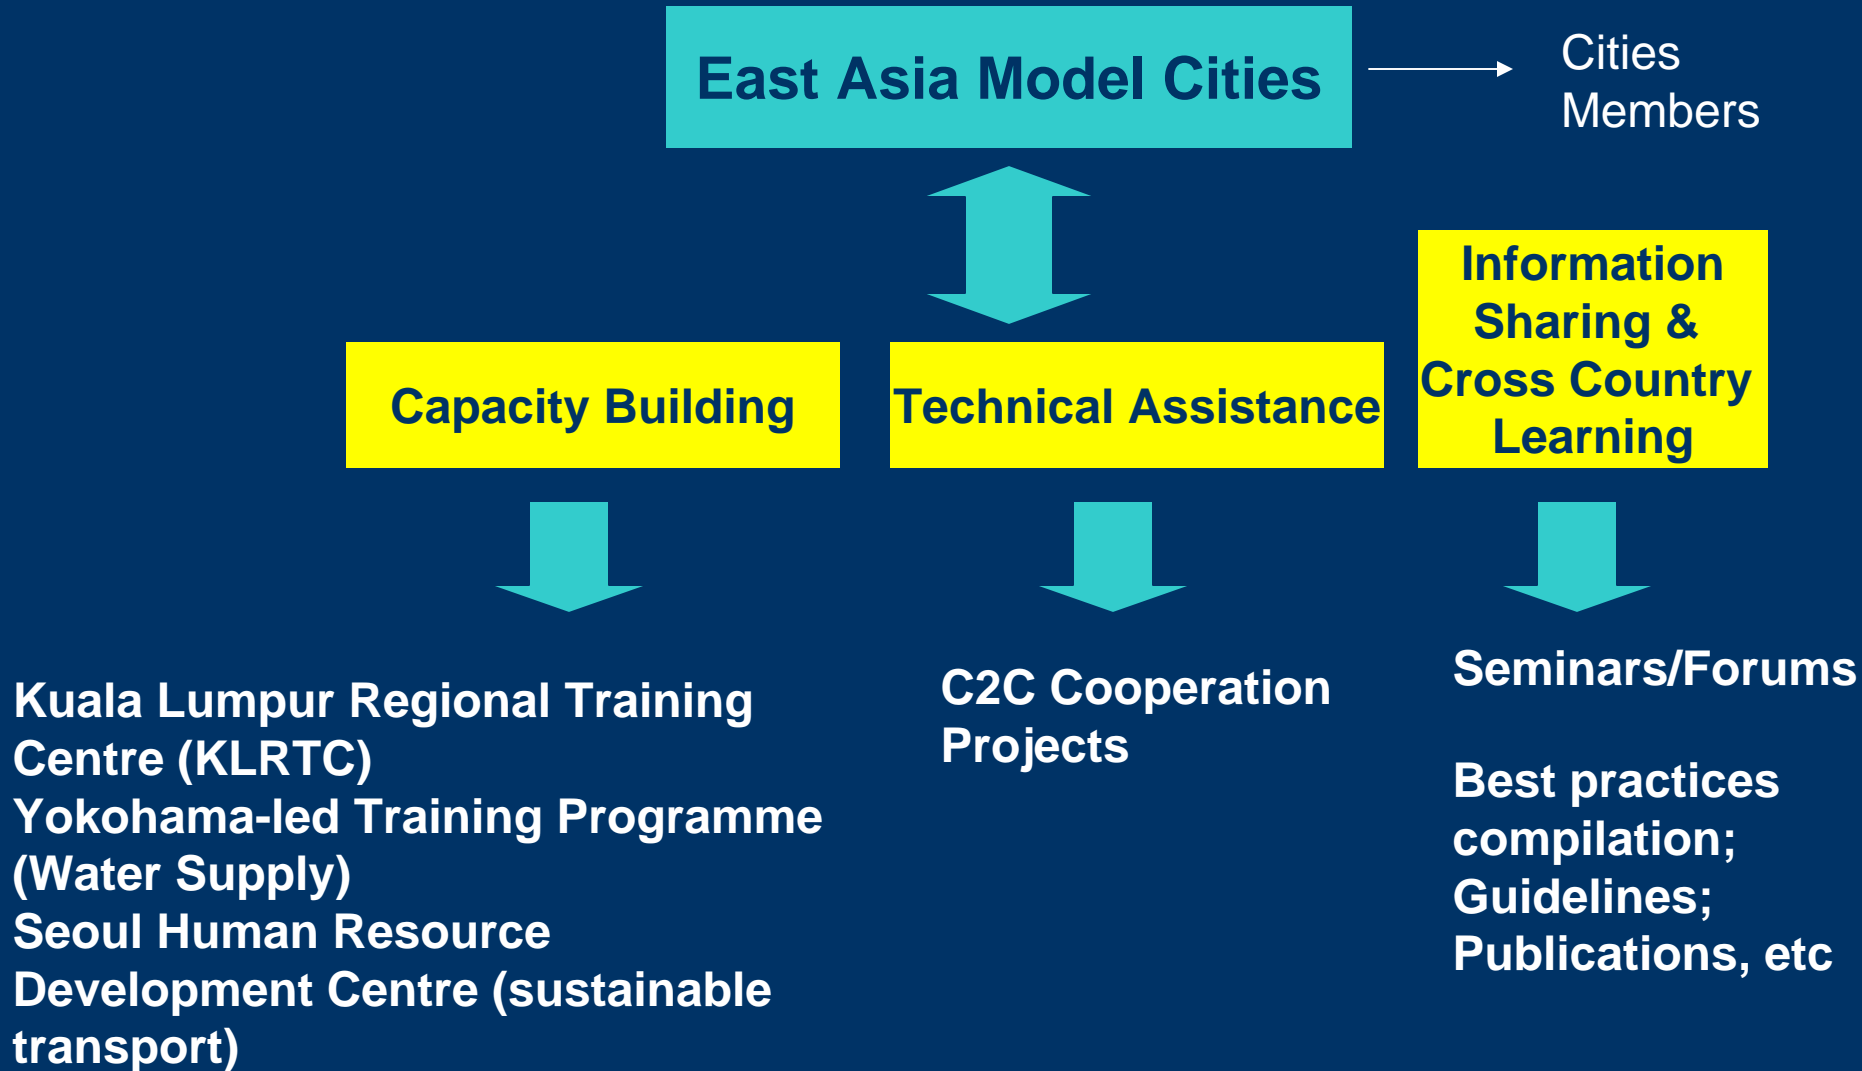 East Asia Model Cities
Cities
Members
Capacity Building
Technical Assistance
Information
Sharing &
Cross Country
Learning
Kuala Lumpur Regional Training
Centre (KLRTC)
Yokohama-led Training Programme
(Water Supply)
Seoul Human Resource
Development Centre (sustainable
transport)
C2C Cooperation
Projects
Seminars/Forums
Best practices
compilation;
Guidelines;
Publications, etc